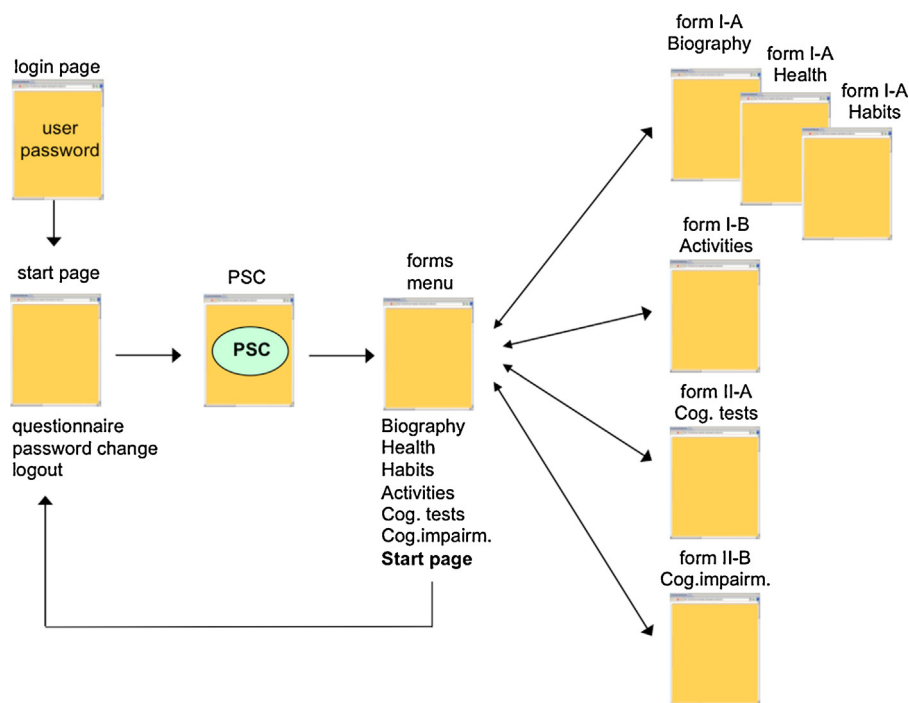 login page
user
password
start page
questionnaire
password change
logout
PSC
PSC
forms
menu
Biography
Health
Habits
Activities
Cog. tests
Cog.impairm.
Start page
form I-A
Biography
form I-A
Health
form I-A
Habits
form I-B
Activities
form II-A
Cog. tests
form II-B
Cog.impairm.